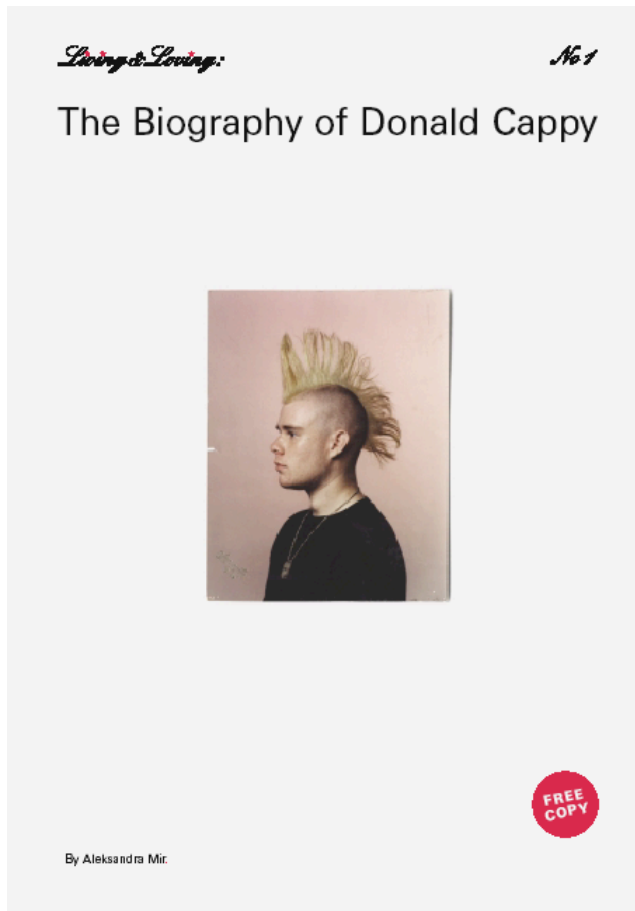 Living & Loving:
No 1
The Biography of Donald Cappy
FREE
COPY
By Aleksandra Mir.